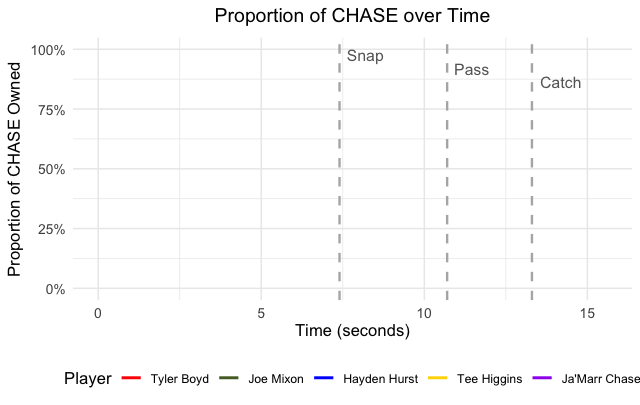 Proportion of CHASE over Time
Proportion of CHASE Owned
100%
75%
50%
25%
0%
Snap
Pass
Catch
0 5 10 15
Time (seconds)
Player Tyler Boyd Joe Mixon Hayden Hurst Tee Higgins Ja'Marr Chase